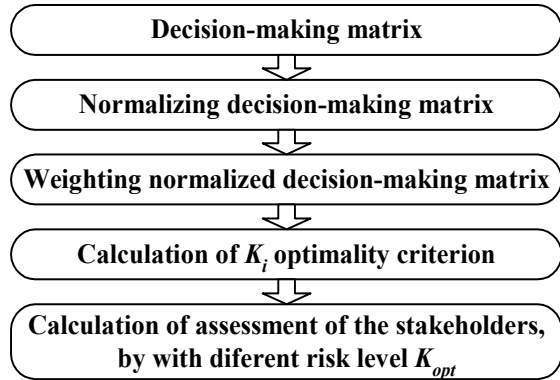 Decision-making matrix
Normalizing decision-making matrix
Weighting normalized decision-making matrix
Calculation of K_i optimality criterion
Calculation of assessment of the stakeholders,
by with diferent risk level K_opt